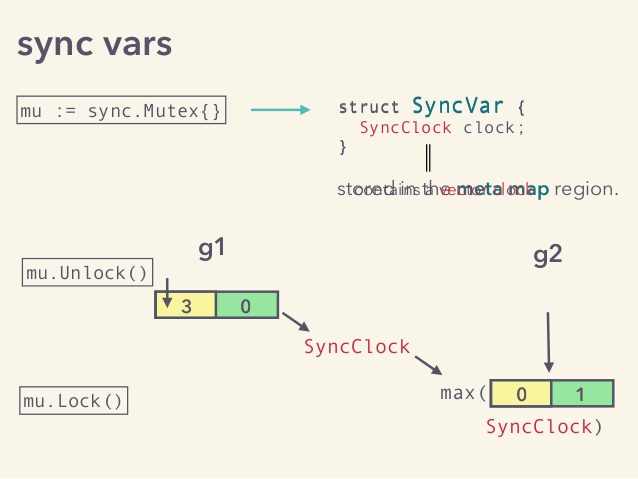 sync vars
mu := sync.Mutex{}
struct SyncVar {
SyncClock clock;
}
stored in the meta map region.
contains a vector clock
g1
g2
mu.Unlock()
3 0
SyncClock
mu.Lock()
max( 0 1
SyncClock)